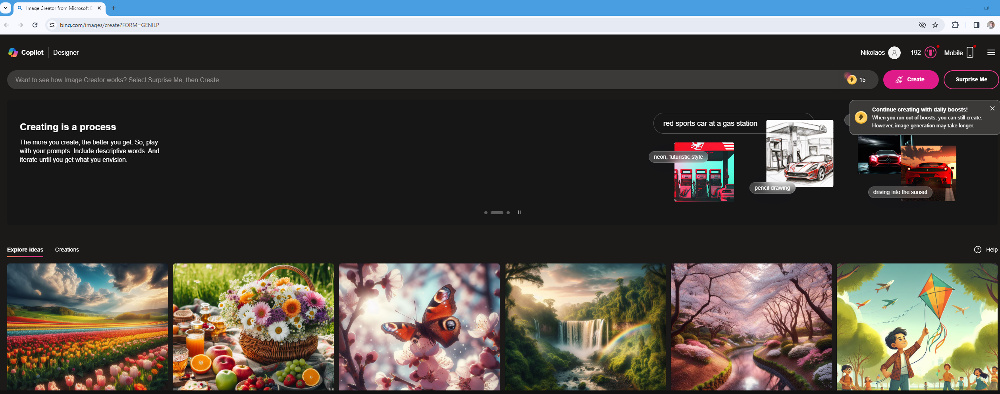 Image Creator from Microsoft
bing.com/images/create?FORM=GENILP
Copilot
Designer
Nikolaos
192
Mobile
Want to see how Image Creator works? Select Surprise Me, then Create
15
Create
Surprise Me
Creating is a process
The more you create, the better you get. So, play
with your prompts. Include descriptive words. And
iterate until you get what you envision.
red sports car at a gas station
neon, futuristic style
pencil drawing
driving into the sunset
Continue creating with daily boosts!
When you run out of boosts, you can still create.
However, image generation may take longer.
Explore ideas
Creations
Help